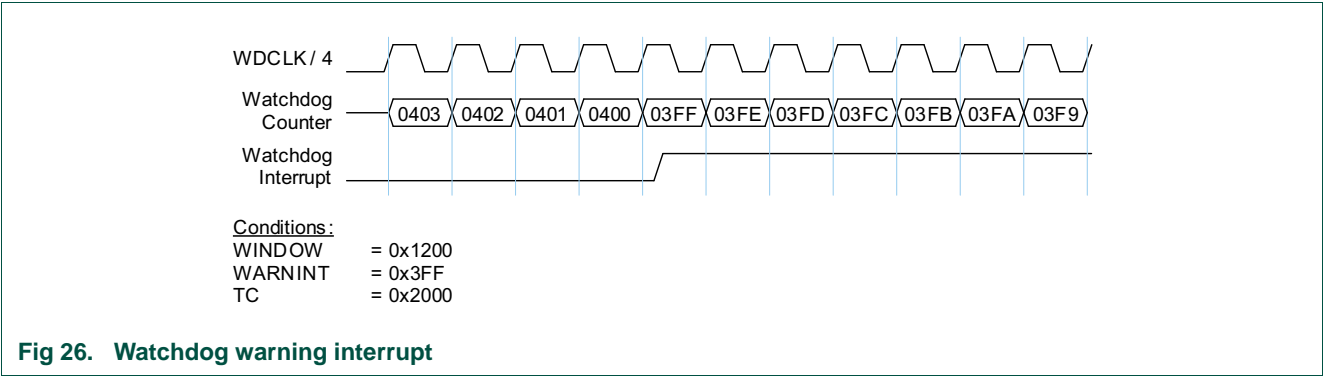 WDCLK / 4
Watchdog
Counter
0403 0402 0401 0400 03FF 03FE 03FD 03FC 03FB 03FA 03F9
Watchdog
Interrupt
Conditions:
WINDOW = 0x1200
WARNINT = 0x3FF
TC = 0x2000
Fig 26. Watchdog warning interrupt